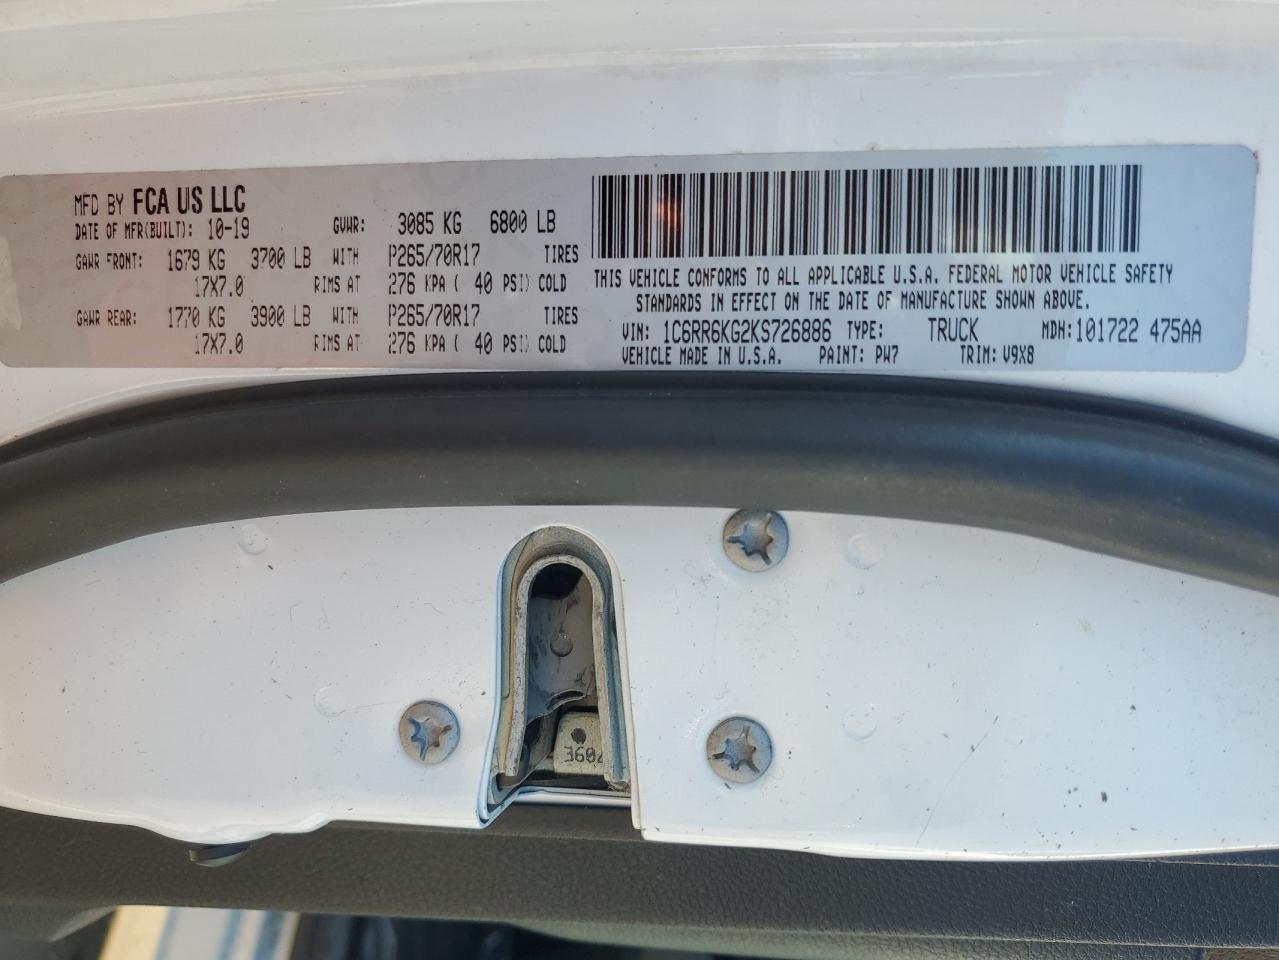 MFD BY FCA US LLC
DATE OF MFR(BUILT): 10-19 GVWR: 3085 KG 6800 LB
GAWR FRONT: 1679 KG 3700 LB WITH P265/70R17 TIRES
17X7.0 RIMS AT 276 KPA ( 40 PSI) COLD
GAWR REAR: 1770 KG 3900 LB WITH P265/70R17 TIRES
17X7.0 RIMS AT 276 KPA ( 40 PSI) COLD
THIS VEHICLE CONFORMS TO ALL APPLICABLE U.S.A. FEDERAL MOTOR VEHICLE SAFETY
STANDARDS IN EFFECT ON THE DATE OF MANUFACTURE SHOWN ABOVE.
VIN: 1C6RR6KG2KS726886 TYPE: TRUCK MDH: 101722 475AA
VEHICLE MADE IN U.S.A. PAINT: PW7 TRIM: V9X8